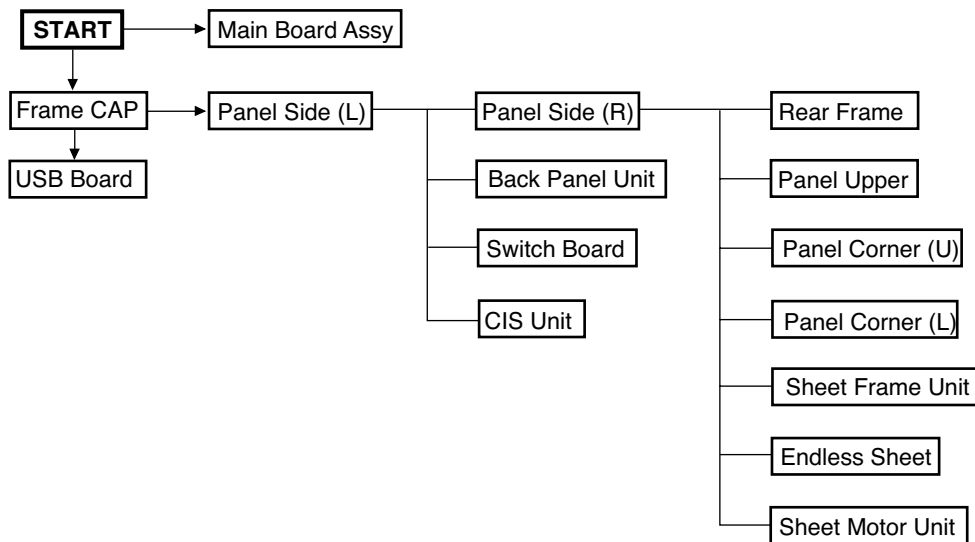 START
Main Board Assy
Frame CAP
Panel Side (L)
Panel Side (R)
Rear Frame
USB Board
Back Panel Unit
Panel Upper
Switch Board
Panel Corner (U)
CIS Unit
Panel Corner (L)
Sheet Frame Unit
Endless Sheet
Sheet Motor Unit